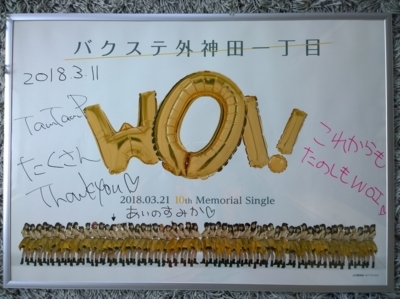 バクステ外神田一丁目
2018.3.11
TamTamP
WO!!
たくさん
Thank you♡
これからも
たのしもWOI♡
2018.03.21 10th Memorial Single
↓ あいのすみか♡